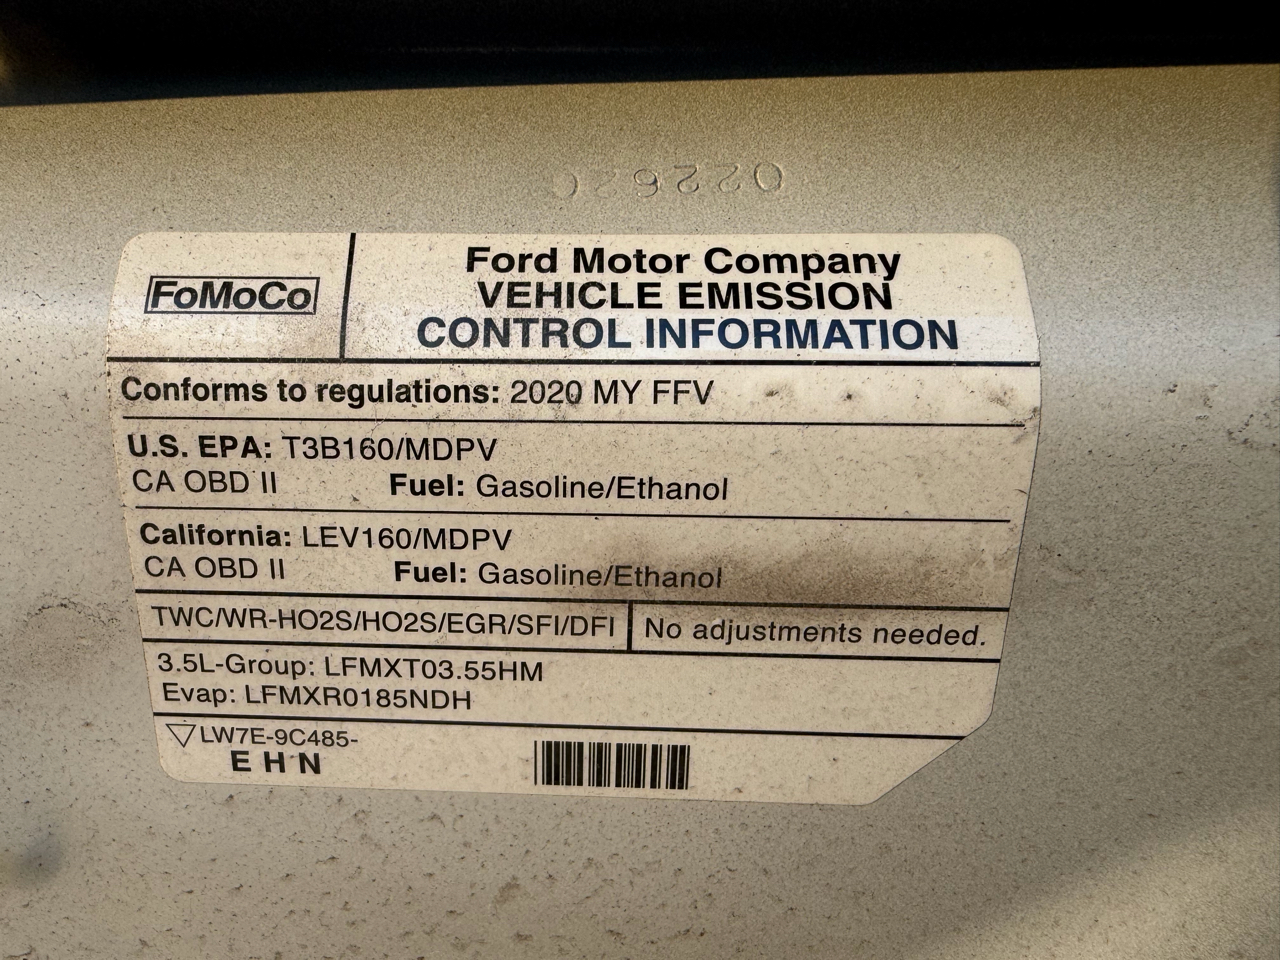 FoMoCo
Ford Motor Company
VEHICLE EMISSION
CONTROL INFORMATION
Conforms to regulations: 2020 MY FFV
U.S. EPA: T3B160/MDPV
CA OBD II Fuel: Gasoline/Ethanol
California: LEV160/MDPV
CA OBD II Fuel: Gasoline/Ethanol
TWC/WR-HO2S/HO2S/EGR/SFI/DFI
No adjustments needed.
3.5L-Group: LFMXT03.55HM
Evap: LFMXR0185NDH
LW7E-9C485-
E H N